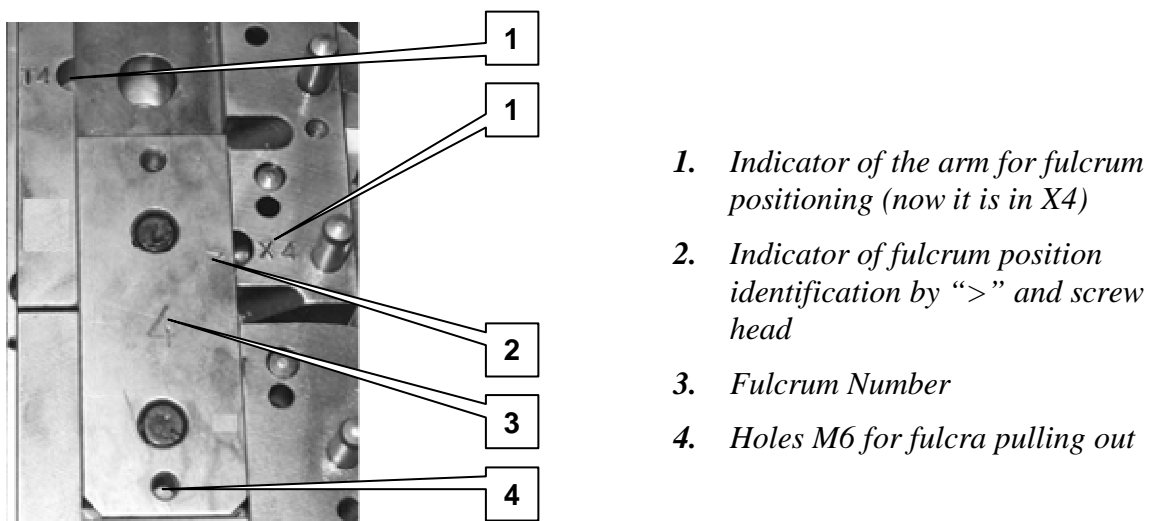 1
T4
1
X 4
2
4
3
4
1. Indicator of the arm for fulcrum
positioning (now it is in X4)
2. Indicator of fulcrum position
identification by “>” and screw
head
3. Fulcrum Number
4. Holes M6 for fulcra pulling out